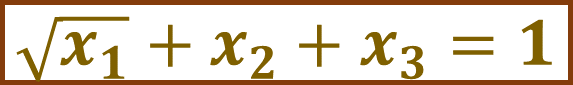 √x₁ + x₂ + x₃ = 1